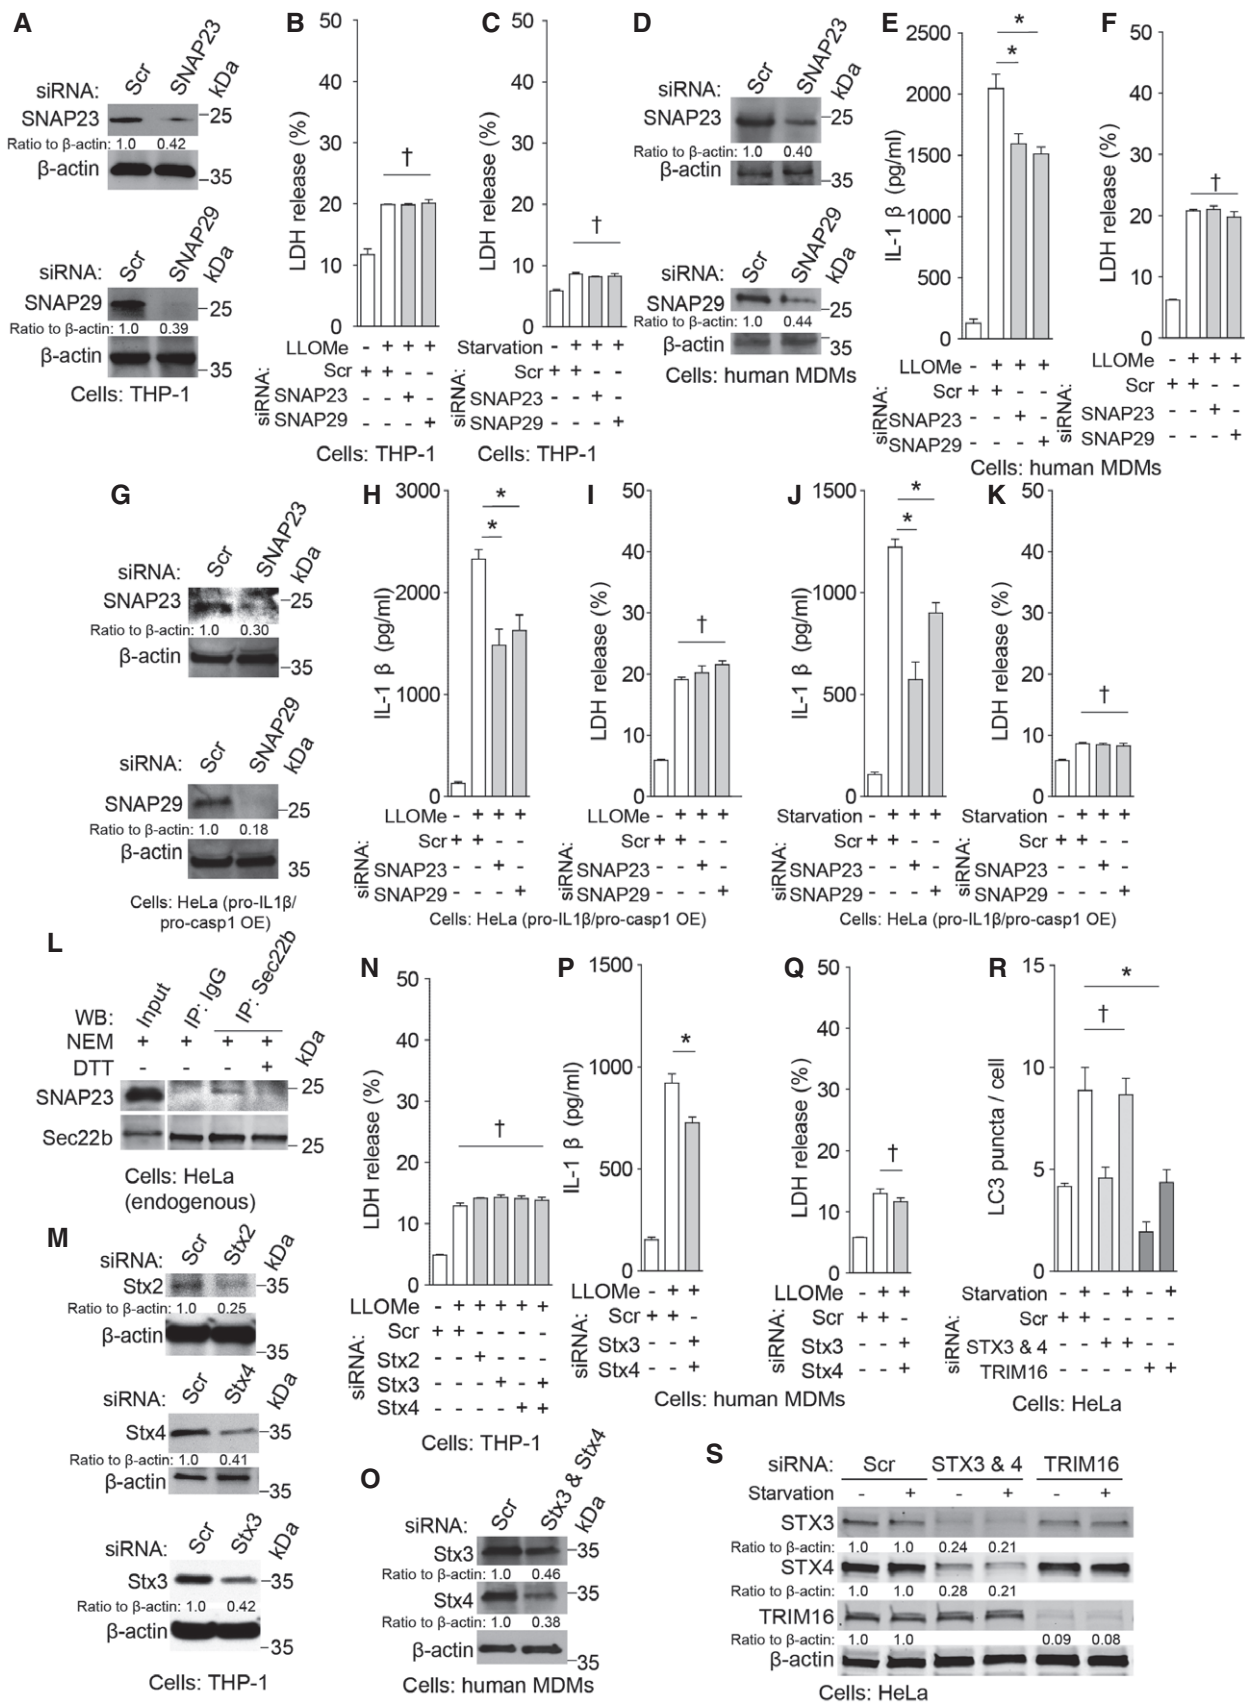 A
siRNA: Scr SNAP23 kDa
SNAP23 25
Ratio to β-actin: 1.0 0.42
β-actin 35
siRNA: Scr SNAP29 kDa
SNAP29 25
Ratio to β-actin: 1.0 0.39
β-actin 35
Cells: THP-1
B
LDH release (%)
50
40
30
20
10
0
†
LLOMe - + + +
siRNA:
Scr + + - -
SNAP23 - - + -
SNAP29 - - - +
Cells: THP-1
C
LDH release (%)
50
40
30
20
10
0
†
Starvation - + + +
siRNA:
Scr + + - -
SNAP23 - - + -
SNAP29 - - - +
Cells: THP-1
D
siRNA: Scr SNAP23 kDa
SNAP23 25
Ratio to β-actin: 1.0 0.40
β-actin 35
siRNA: Scr SNAP29 kDa
SNAP29 25
Ratio to β-actin: 1.0 0.44
β-actin 35
Cells: human MDMs
E
IL-1 β (pg/ml)
2500
2000
1500
1000
500
0
*
*
LLOMe - + + +
siRNA:
Scr + + - -
SNAP23 - - + -
SNAP29 - - - +
F
LDH release (%)
50
40
30
20
10
0
†
LLOMe - + + +
siRNA:
Scr + + - -
SNAP23 - - + -
SNAP29 - - - +
Cells: human MDMs
G
siRNA: Scr SNAP23 kDa
SNAP23 25
Ratio to β-actin: 1.0 0.30
β-actin 35
siRNA: Scr SNAP29 kDa
SNAP29 25
Ratio to β-actin: 1.0 0.18
β-actin 35
Cells: HeLa (pro-IL1β/
pro-casp1 OE)
H
IL-1 β (pg/ml)
3000
2000
1000
0
*
*
LLOMe - + + +
siRNA:
Scr + + - -
SNAP23 - - + -
SNAP29 - - - +
I
LDH release (%)
50
40
30
20
10
0
†
LLOMe - + + +
siRNA:
Scr + + - -
SNAP23 - - + -
SNAP29 - - - +
Cells: HeLa (pro-IL1β/pro-casp1 OE)
J
IL-1 β (pg/ml)
1500
1000
500
0
*
*
Starvation - + + +
siRNA:
Scr + + - -
SNAP23 - - + -
SNAP29 - - - +
K
LDH release (%)
50
40
30
20
10
0
†
Starvation - + + +
siRNA:
Scr + + - -
SNAP23 - - + -
SNAP29 - - - +
Cells: HeLa (pro-IL1β/pro-casp1 OE)
L
WB: Input IP: IgG IP: Sec22b
NEM + + + +
DTT - - - + kDa
SNAP23 25
Sec22b 25
Cells: HeLa
(endogenous)
M
siRNA: Scr Stx2 kDa
Stx2 35
Ratio to β-actin: 1.0 0.25
β-actin 35
siRNA: Scr Stx4 kDa
Stx4 35
Ratio to β-actin: 1.0 0.41
β-actin 35
siRNA: Scr Stx3 kDa
Stx3 35
Ratio to β-actin: 1.0 0.42
β-actin 35
Cells: THP-1
N
LDH release (%)
50
40
30
20
10
0
†
LLOMe - + + + + +
siRNA:
Scr + + - - - -
Stx2 - - + - - -
Stx3 - - - + - +
Stx4 - - - - + +
Cells: THP-1
O
siRNA: Scr Stx3 & Stx4 kDa
Stx3 35
Ratio to β-actin: 1.0 0.46
Stx4 35
Ratio to β-actin: 1.0 0.38
β-actin 35
Cells: human MDMs
P
IL-1 β (pg/ml)
1500
1000
500
0
*
LLOMe - + +
siRNA:
Scr + + -
Stx3 - - +
Stx4 - - +
Q
LDH release (%)
50
40
30
20
10
0
†
LLOMe - + +
siRNA:
Scr + + -
Stx3 - - +
Stx4 - - +
Cells: human MDMs
R
LC3 puncta / cell
15
10
5
0
*
†
Starvation - + - + - +
siRNA:
Scr + + - - - -
STX3 & 4 - - + + - -
TRIM16 - - - - + +
Cells: HeLa
S
siRNA: Scr STX3 & 4 TRIM16
Starvation - + - + - +
STX3
Ratio to β-actin: 1.0 1.0 0.24 0.21
STX4
Ratio to β-actin: 1.0 1.0 0.28 0.21
TRIM16
Ratio to β-actin: 1.0 1.0 0.09 0.08
β-actin
Cells: HeLa